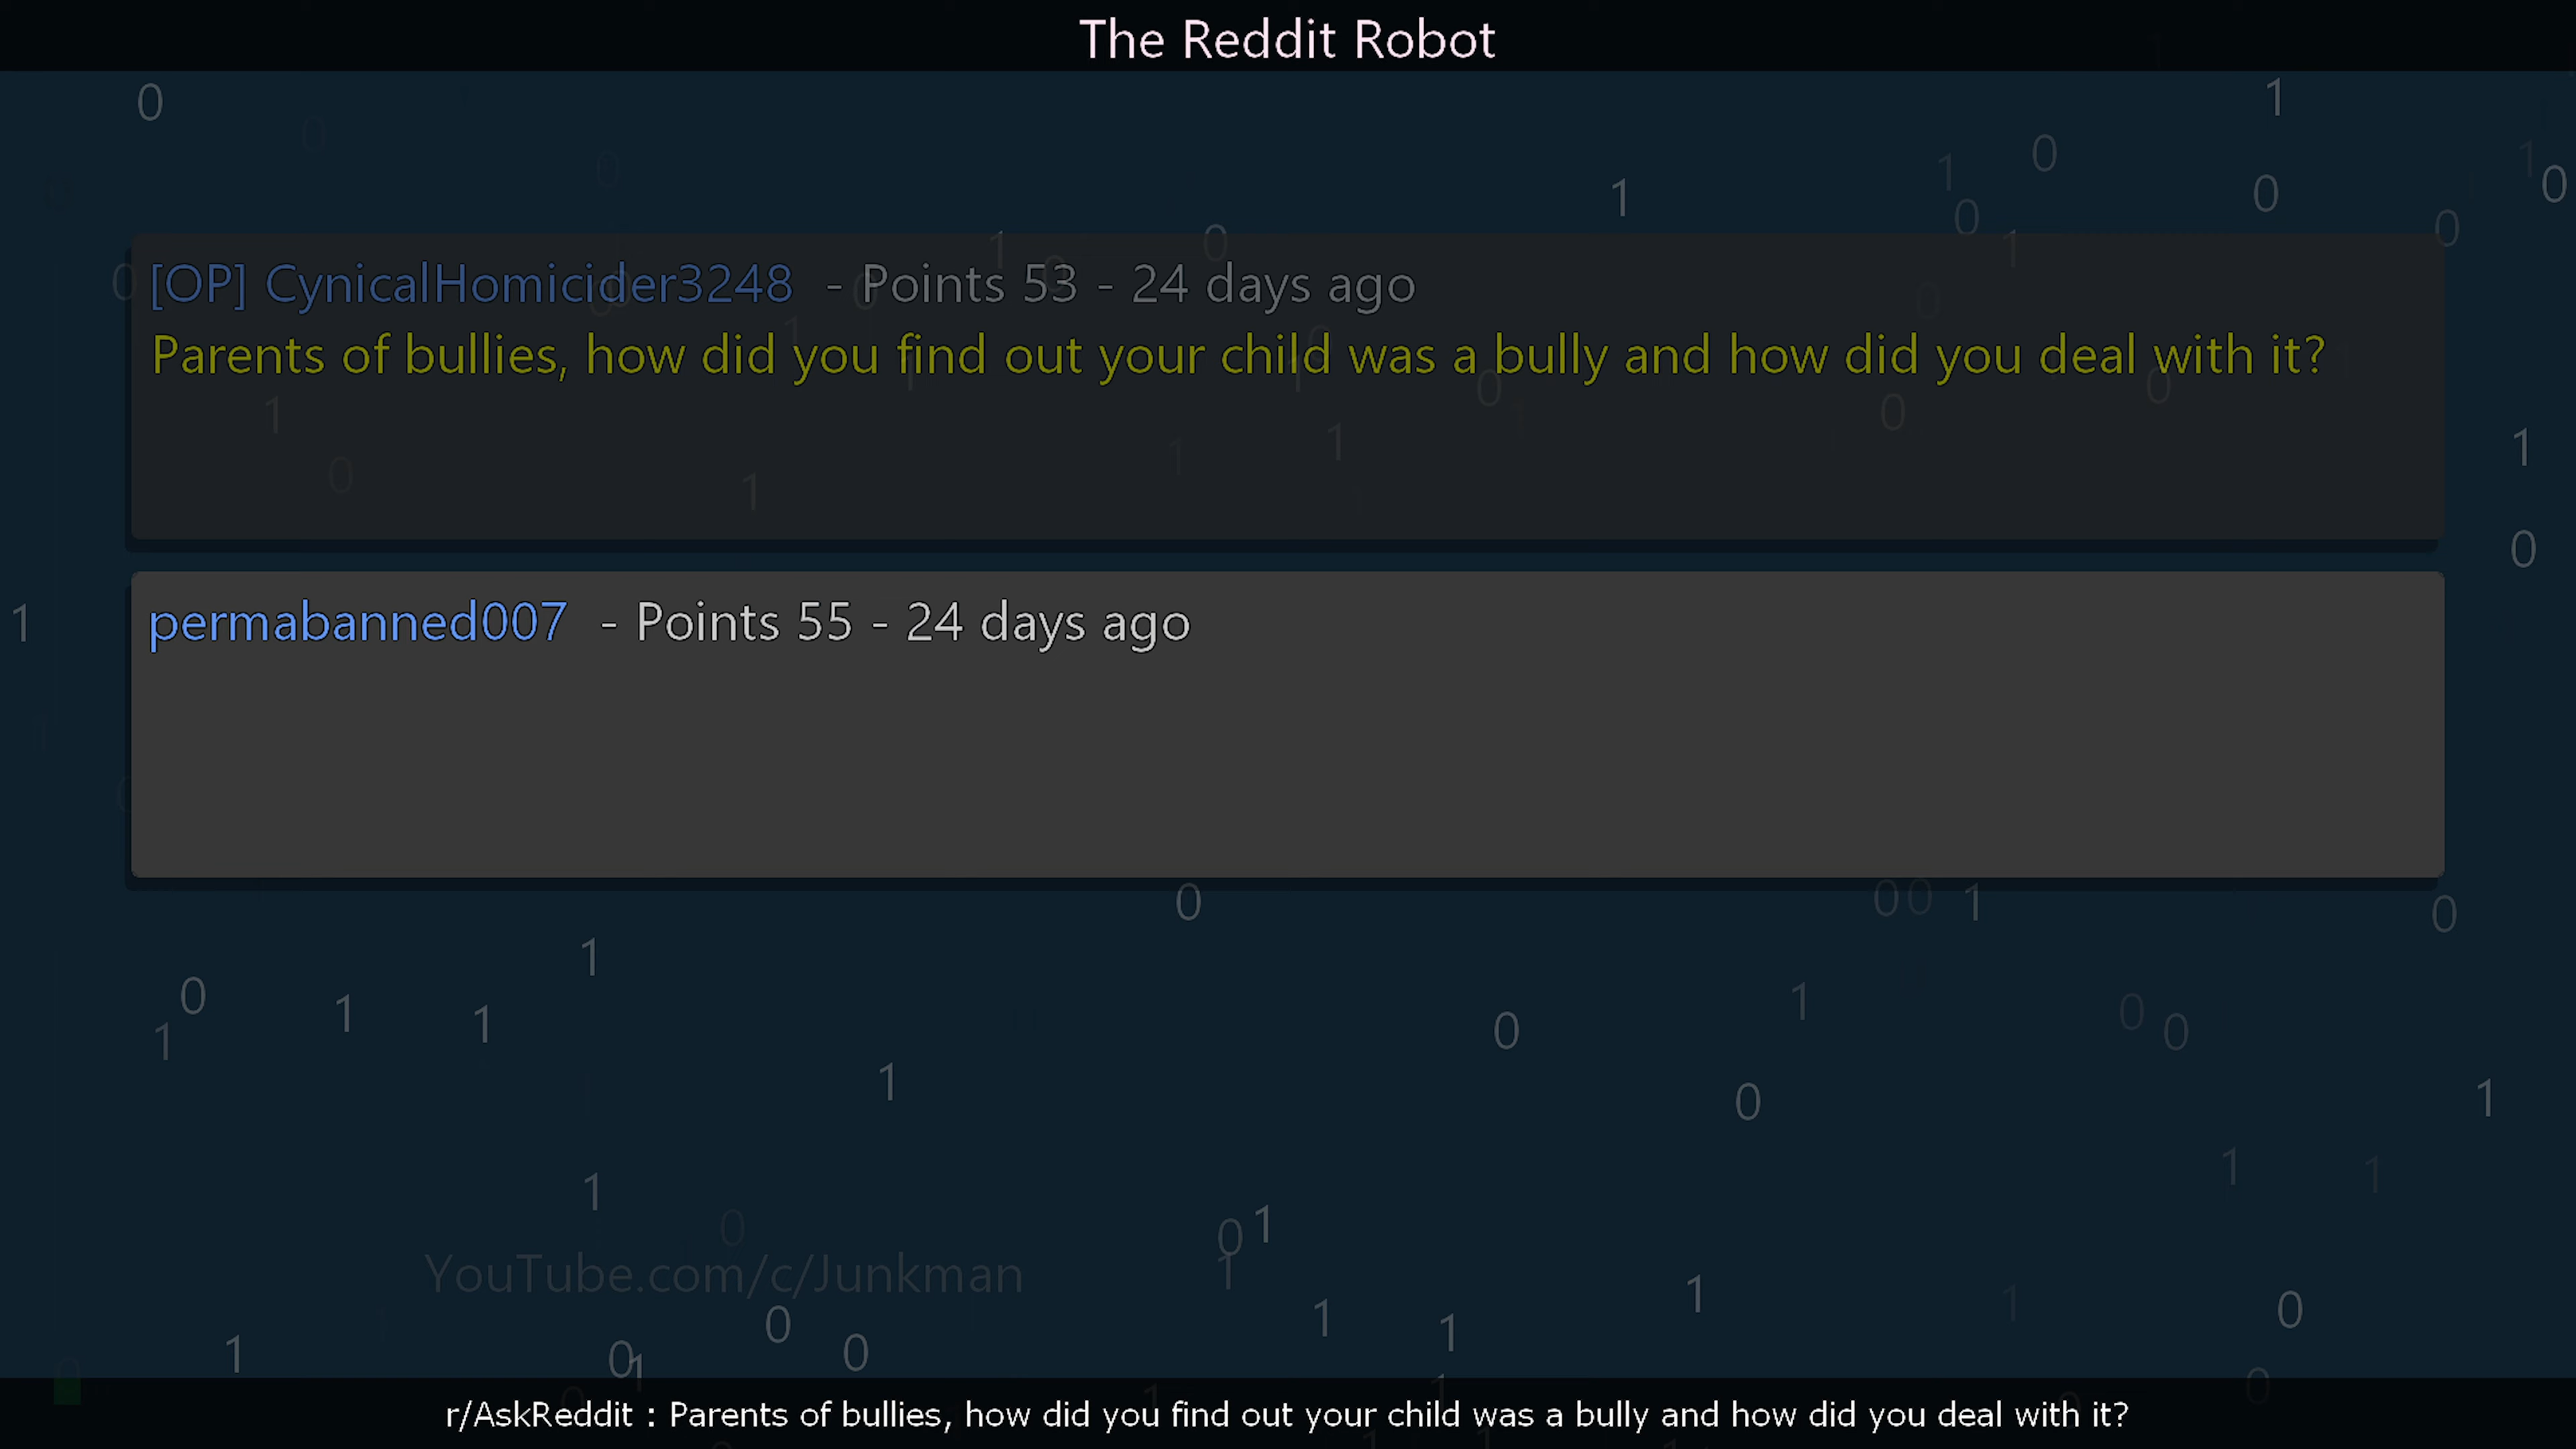 The Reddit Robot
[OP] CynicalHomicider3248 - Points 53 - 24 days ago
Parents of bullies, how did you find out your child was a bully and how did you deal with it?
permabanned007 - Points 55 - 24 days ago
YouTube.com/c/Junkman
r/AskReddit : Parents of bullies, how did you find out your child was a bully and how did you deal with it?